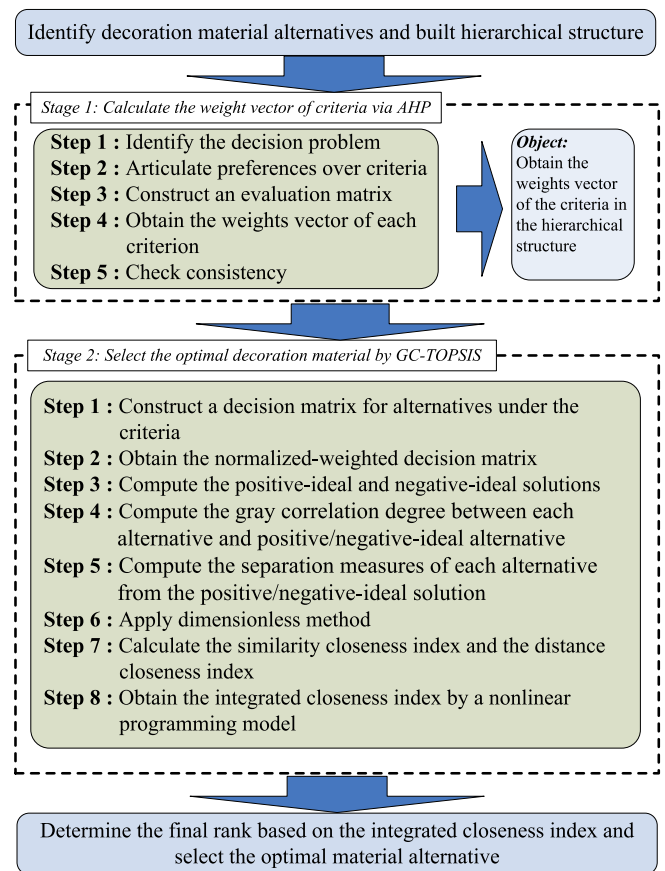 Identify decoration material alternatives and built hierarchical structure
Stage 1: Calculate the weight vector of criteria via AHP
Step 1 : Identify the decision problem
Step 2 : Articulate preferences over criteria
Step 3 : Construct an evaluation matrix
Step 4 : Obtain the weights vector of each
criterion
Step 5 : Check consistency
Object:
Obtain the
weights vector
of the criteria in
the hierarchical
structure
Stage 2: Select the optimal decoration material by GC-TOPSIS
Step 1 : Construct a decision matrix for alternatives under the
criteria
Step 2 : Obtain the normalized-weighted decision matrix
Step 3 : Compute the positive-ideal and negative-ideal solutions
Step 4 : Compute the gray correlation degree between each
alternative and positive/negative-ideal alternative
Step 5 : Compute the separation measures of each alternative
from the positive/negative-ideal solution
Step 6 : Apply dimensionless method
Step 7 : Calculate the similarity closeness index and the distance
closeness index
Step 8 : Obtain the integrated closeness index by a nonlinear
programming model
Determine the final rank based on the integrated closeness index and
select the optimal material alternative